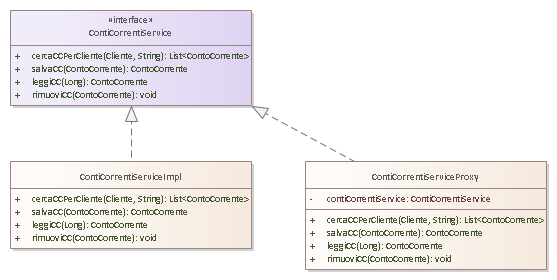 «interface»
ContiCorrentiService
+ cercaCCPerCliente(Cliente, String): List<ContoCorrente>
+ salvaCC(ContoCorrente): ContoCorrente
+ leggiCC(Long): ContoCorrente
+ rimuoviCC(ContoCorrente): void
ContiCorrentiServiceImpl
+ cercaCCPerCliente(Cliente, String): List<ContoCorrente>
+ salvaCC(ContoCorrente): ContoCorrente
+ leggiCC(Long): ContoCorrente
+ rimuoviCC(ContoCorrente): void
ContiCorrentiServiceProxy
- contiCorrentiService: ContiCorrentiService
+ cercaCCPerCliente(Cliente, String): List<ContoCorrente>
+ salvaCC(ContoCorrente): ContoCorrente
+ leggiCC(Long): ContoCorrente
+ rimuoviCC(ContoCorrente): void